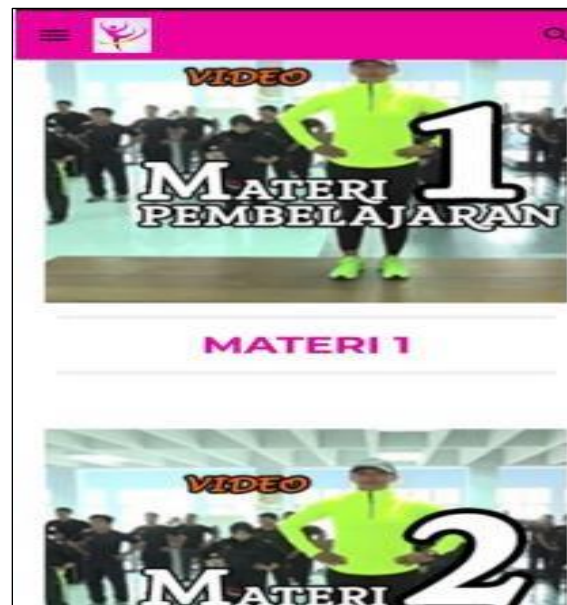 VIDEO
MATERI 1
PEMBELAJARAN
MATERI 1
VIDEO
MATERI 2